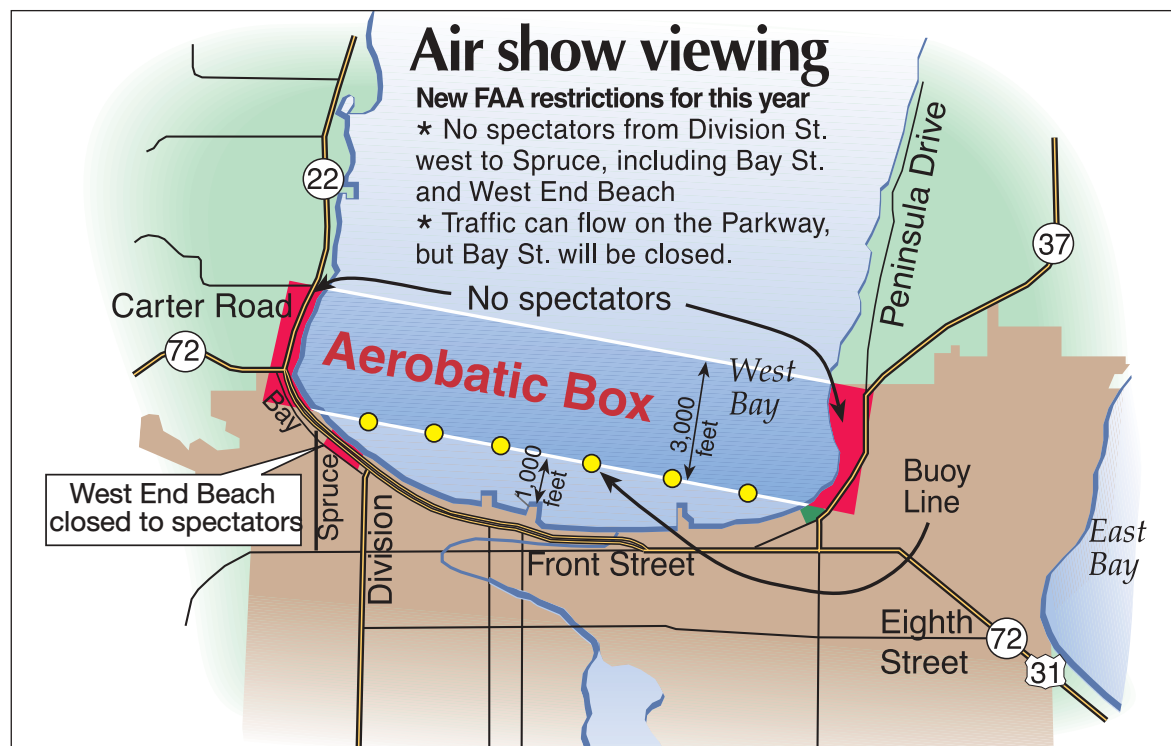 Air show viewing
New FAA restrictions for this year
* No spectators from Division St.
west to Spruce, including Bay St.
and West End Beach
* Traffic can flow on the Parkway,
but Bay St. will be closed.
22
Peninsula Drive
37
No spectators
Carter Road
72
Aerobatic Box
West
Bay
3,000
feet
Bay
1,000
feet
Buoy
Line
West End Beach
closed to spectators
Spruce
Division
Front Street
East
Bay
Eighth
Street
72
31